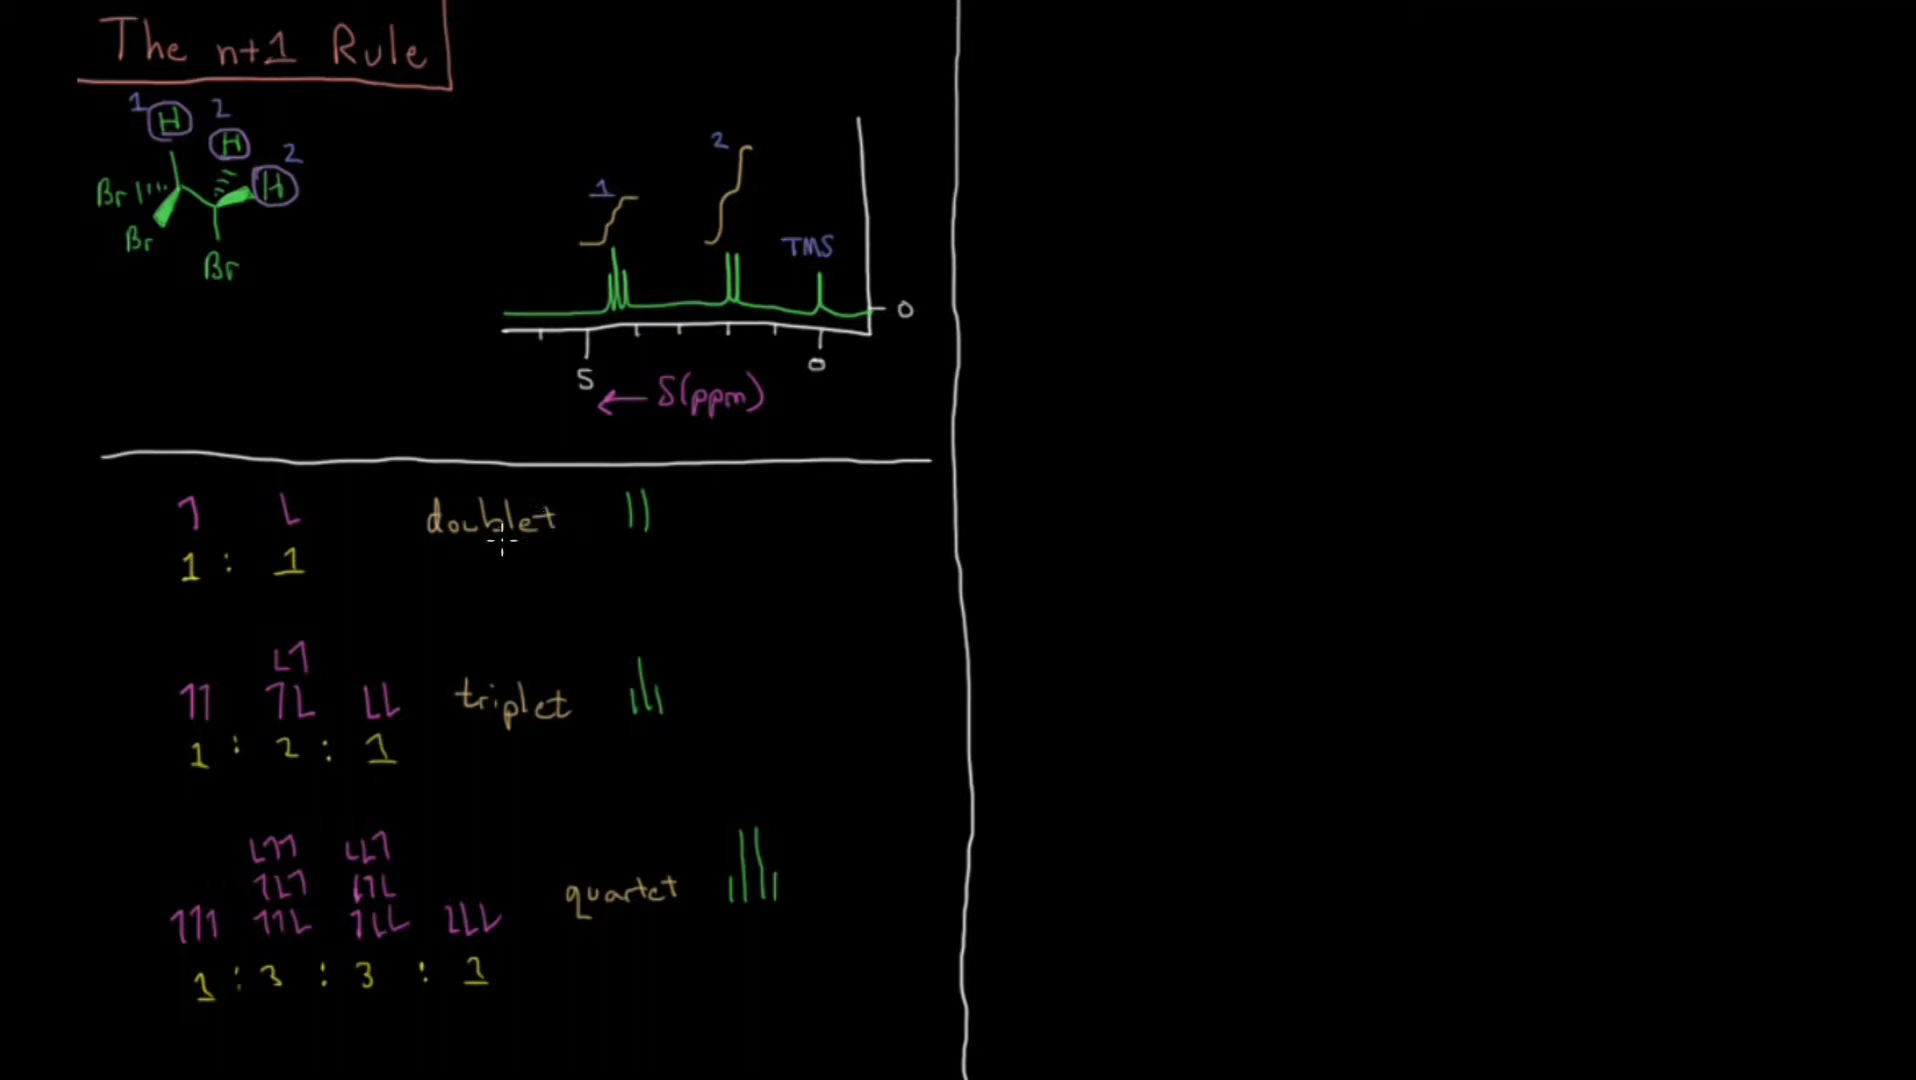 The n+1 Rule
1 H 2 H 2 H
Br
Br
Br
1
2
TMS
0
5
0
← δ(ppm)
↿ ⇂ doublet
1 : 1
⇂↿
↿↿ ↿⇂ ⇂⇂ triplet
1 : 2 : 1
⇂↿↿ ⇂⇂↿
↿⇂↿ ⇂↿⇂
↿↿↿ ↿↿⇂ ↿⇂⇂ ⇂⇂⇂ quartet
1 : 3 : 3 : 1